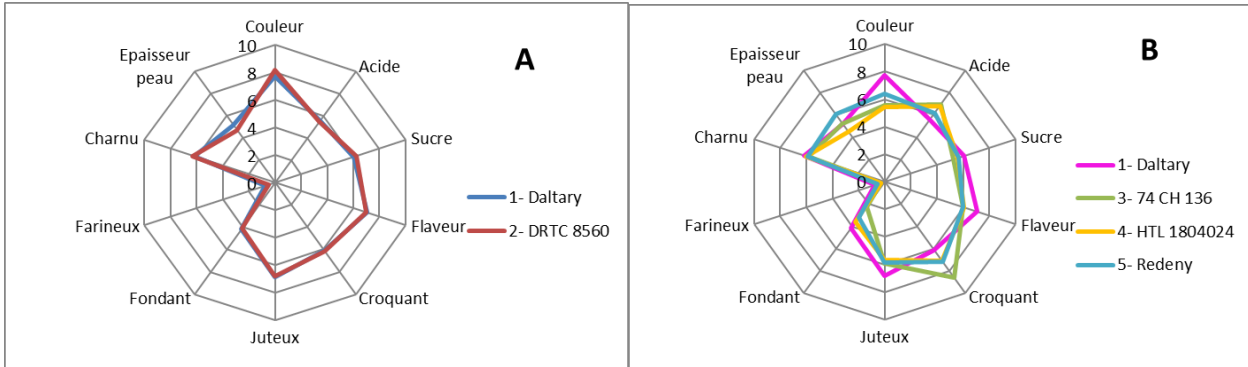 Couleur
10
A
Epaisseur
peau
Acide
8
6
4
Charnu
Sucre
2
0
1- Daltary
2- DRTC 8560
Farineux
Flaveur
Fondant
Croquant
Juteux
Couleur
10
B
Epaisseur
peau
Acide
8
6
4
Charnu
Sucre
2
1- Daltary
0
3- 74 CH 136
4- HTL 1804024
Farineux
Flaveur
5- Redeny
Fondant
Croquant
Juteux